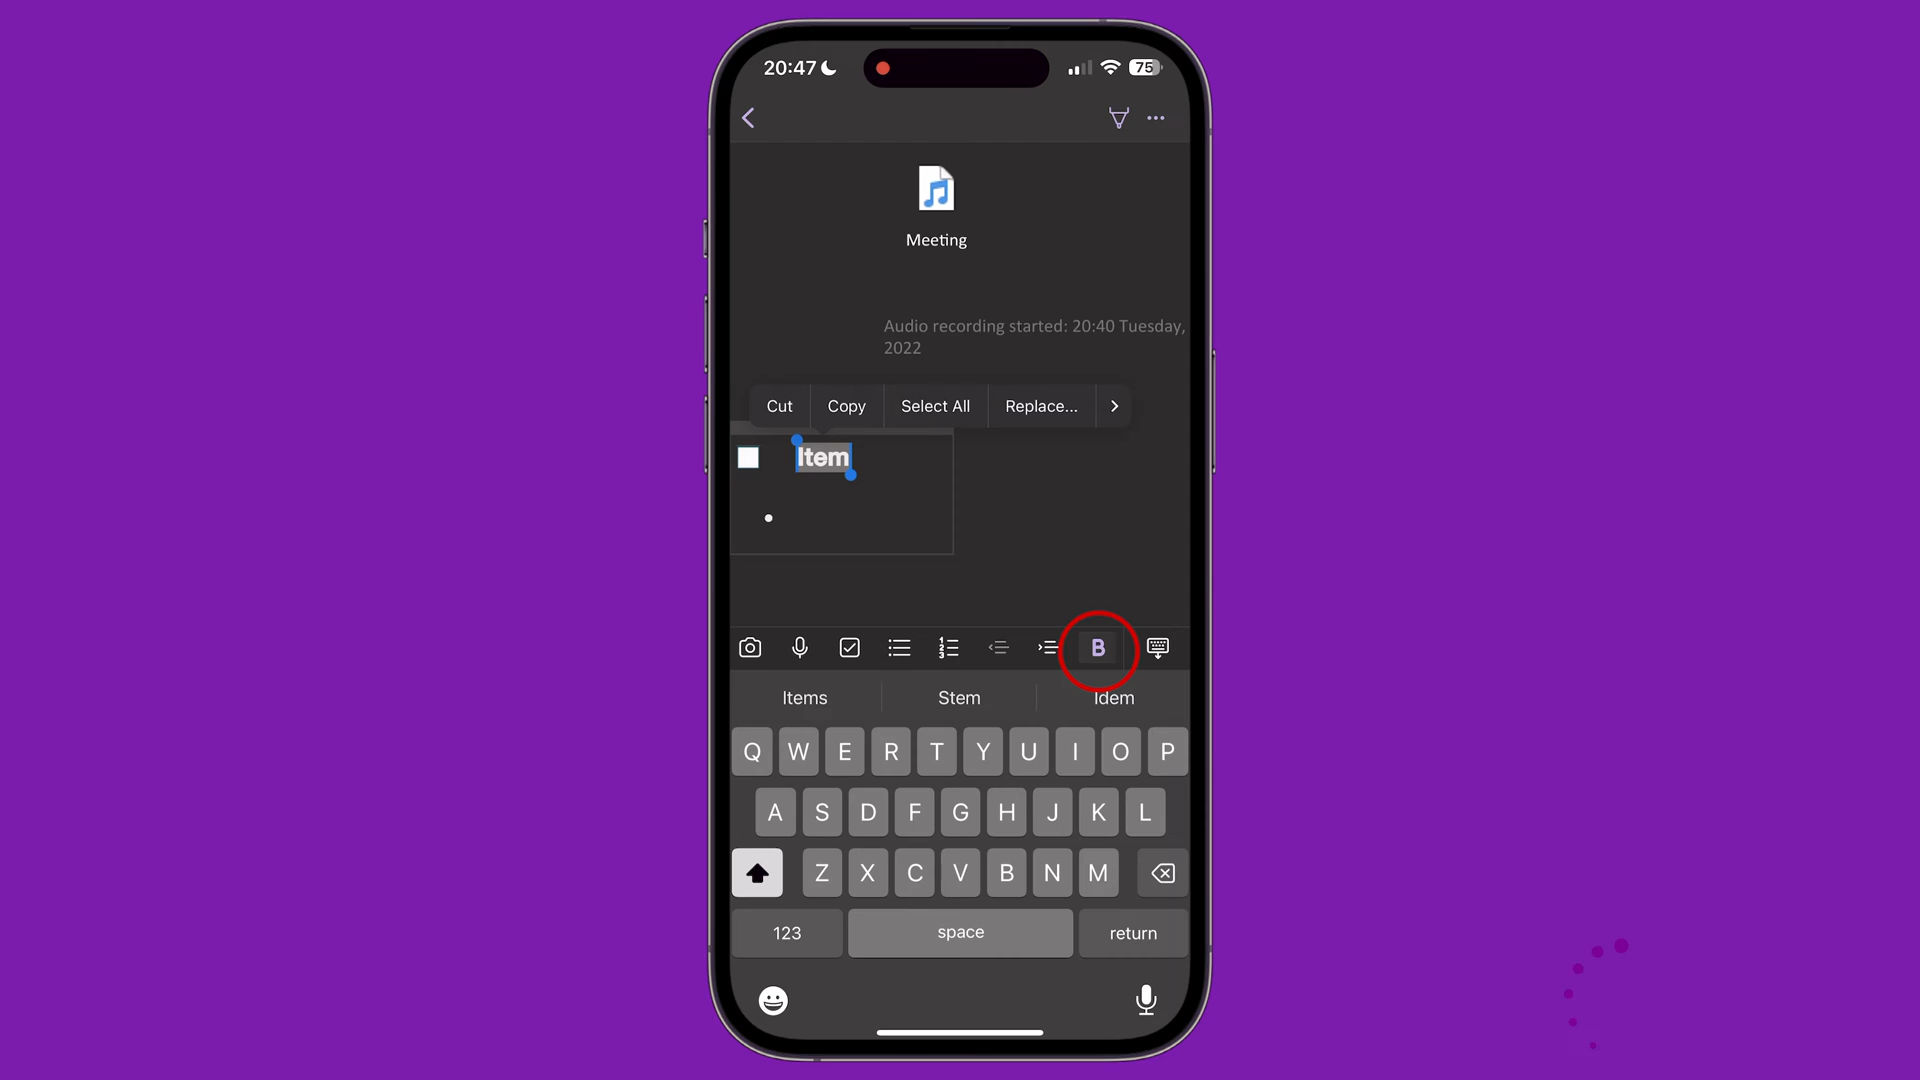 20:47 75
Meeting
Audio recording started: 20:40 Tuesday,
2022
Cut Copy Select All Replace...
Item
B
Items Stem Idem
Q W E R T Y U I O P
A S D F G H J K L
Z X C V B N M
123 space return